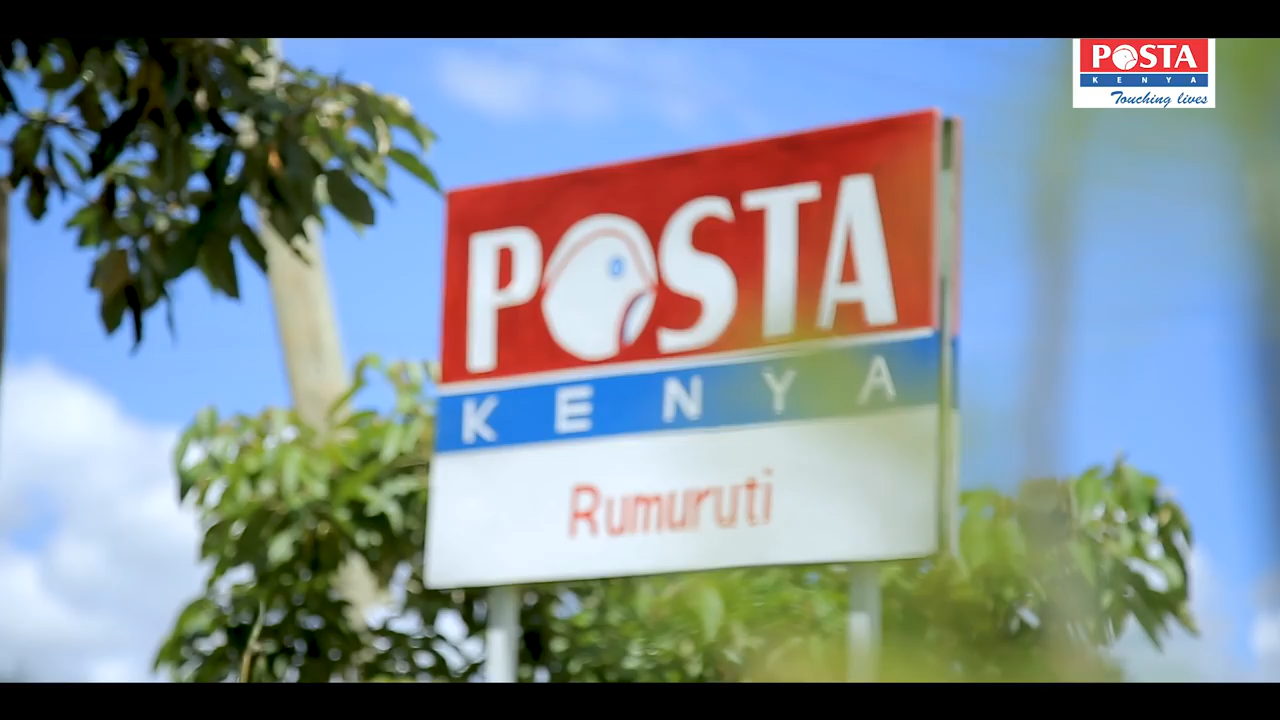 POSTA
KENYA
Touching lives
POSTA
KENYA
Rumuruti